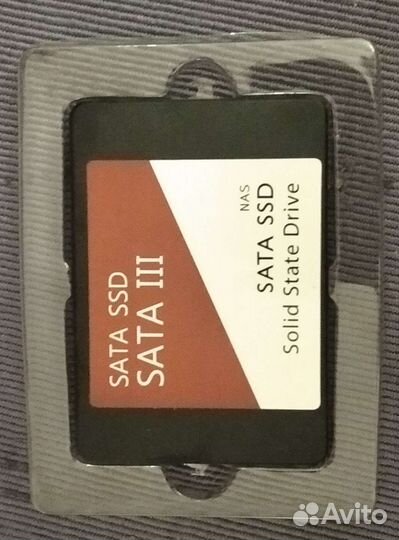 SATA SSD
SATA III
NAS
SATA SSD
Solid State Drive
Avito